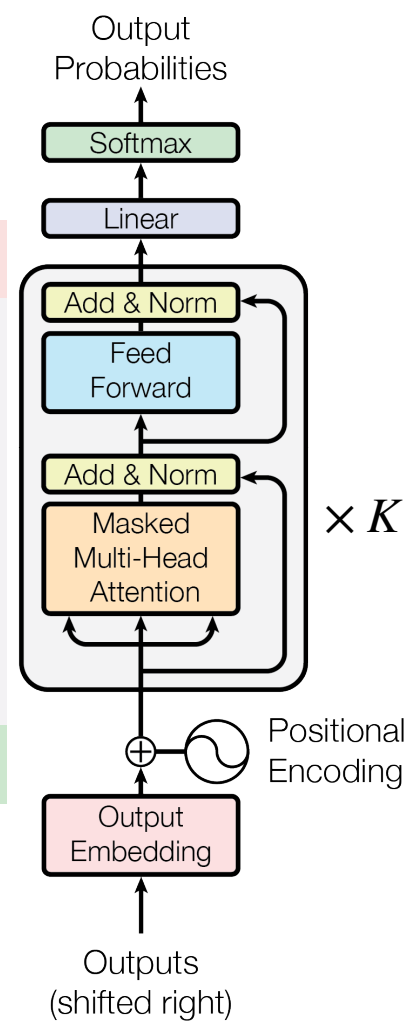 Output
Probabilities
Softmax
Linear
Add & Norm
Feed
Forward
Add & Norm
Masked
Multi-Head
Attention
× K
Positional
Encoding
Output
Embedding
Outputs
(shifted right)